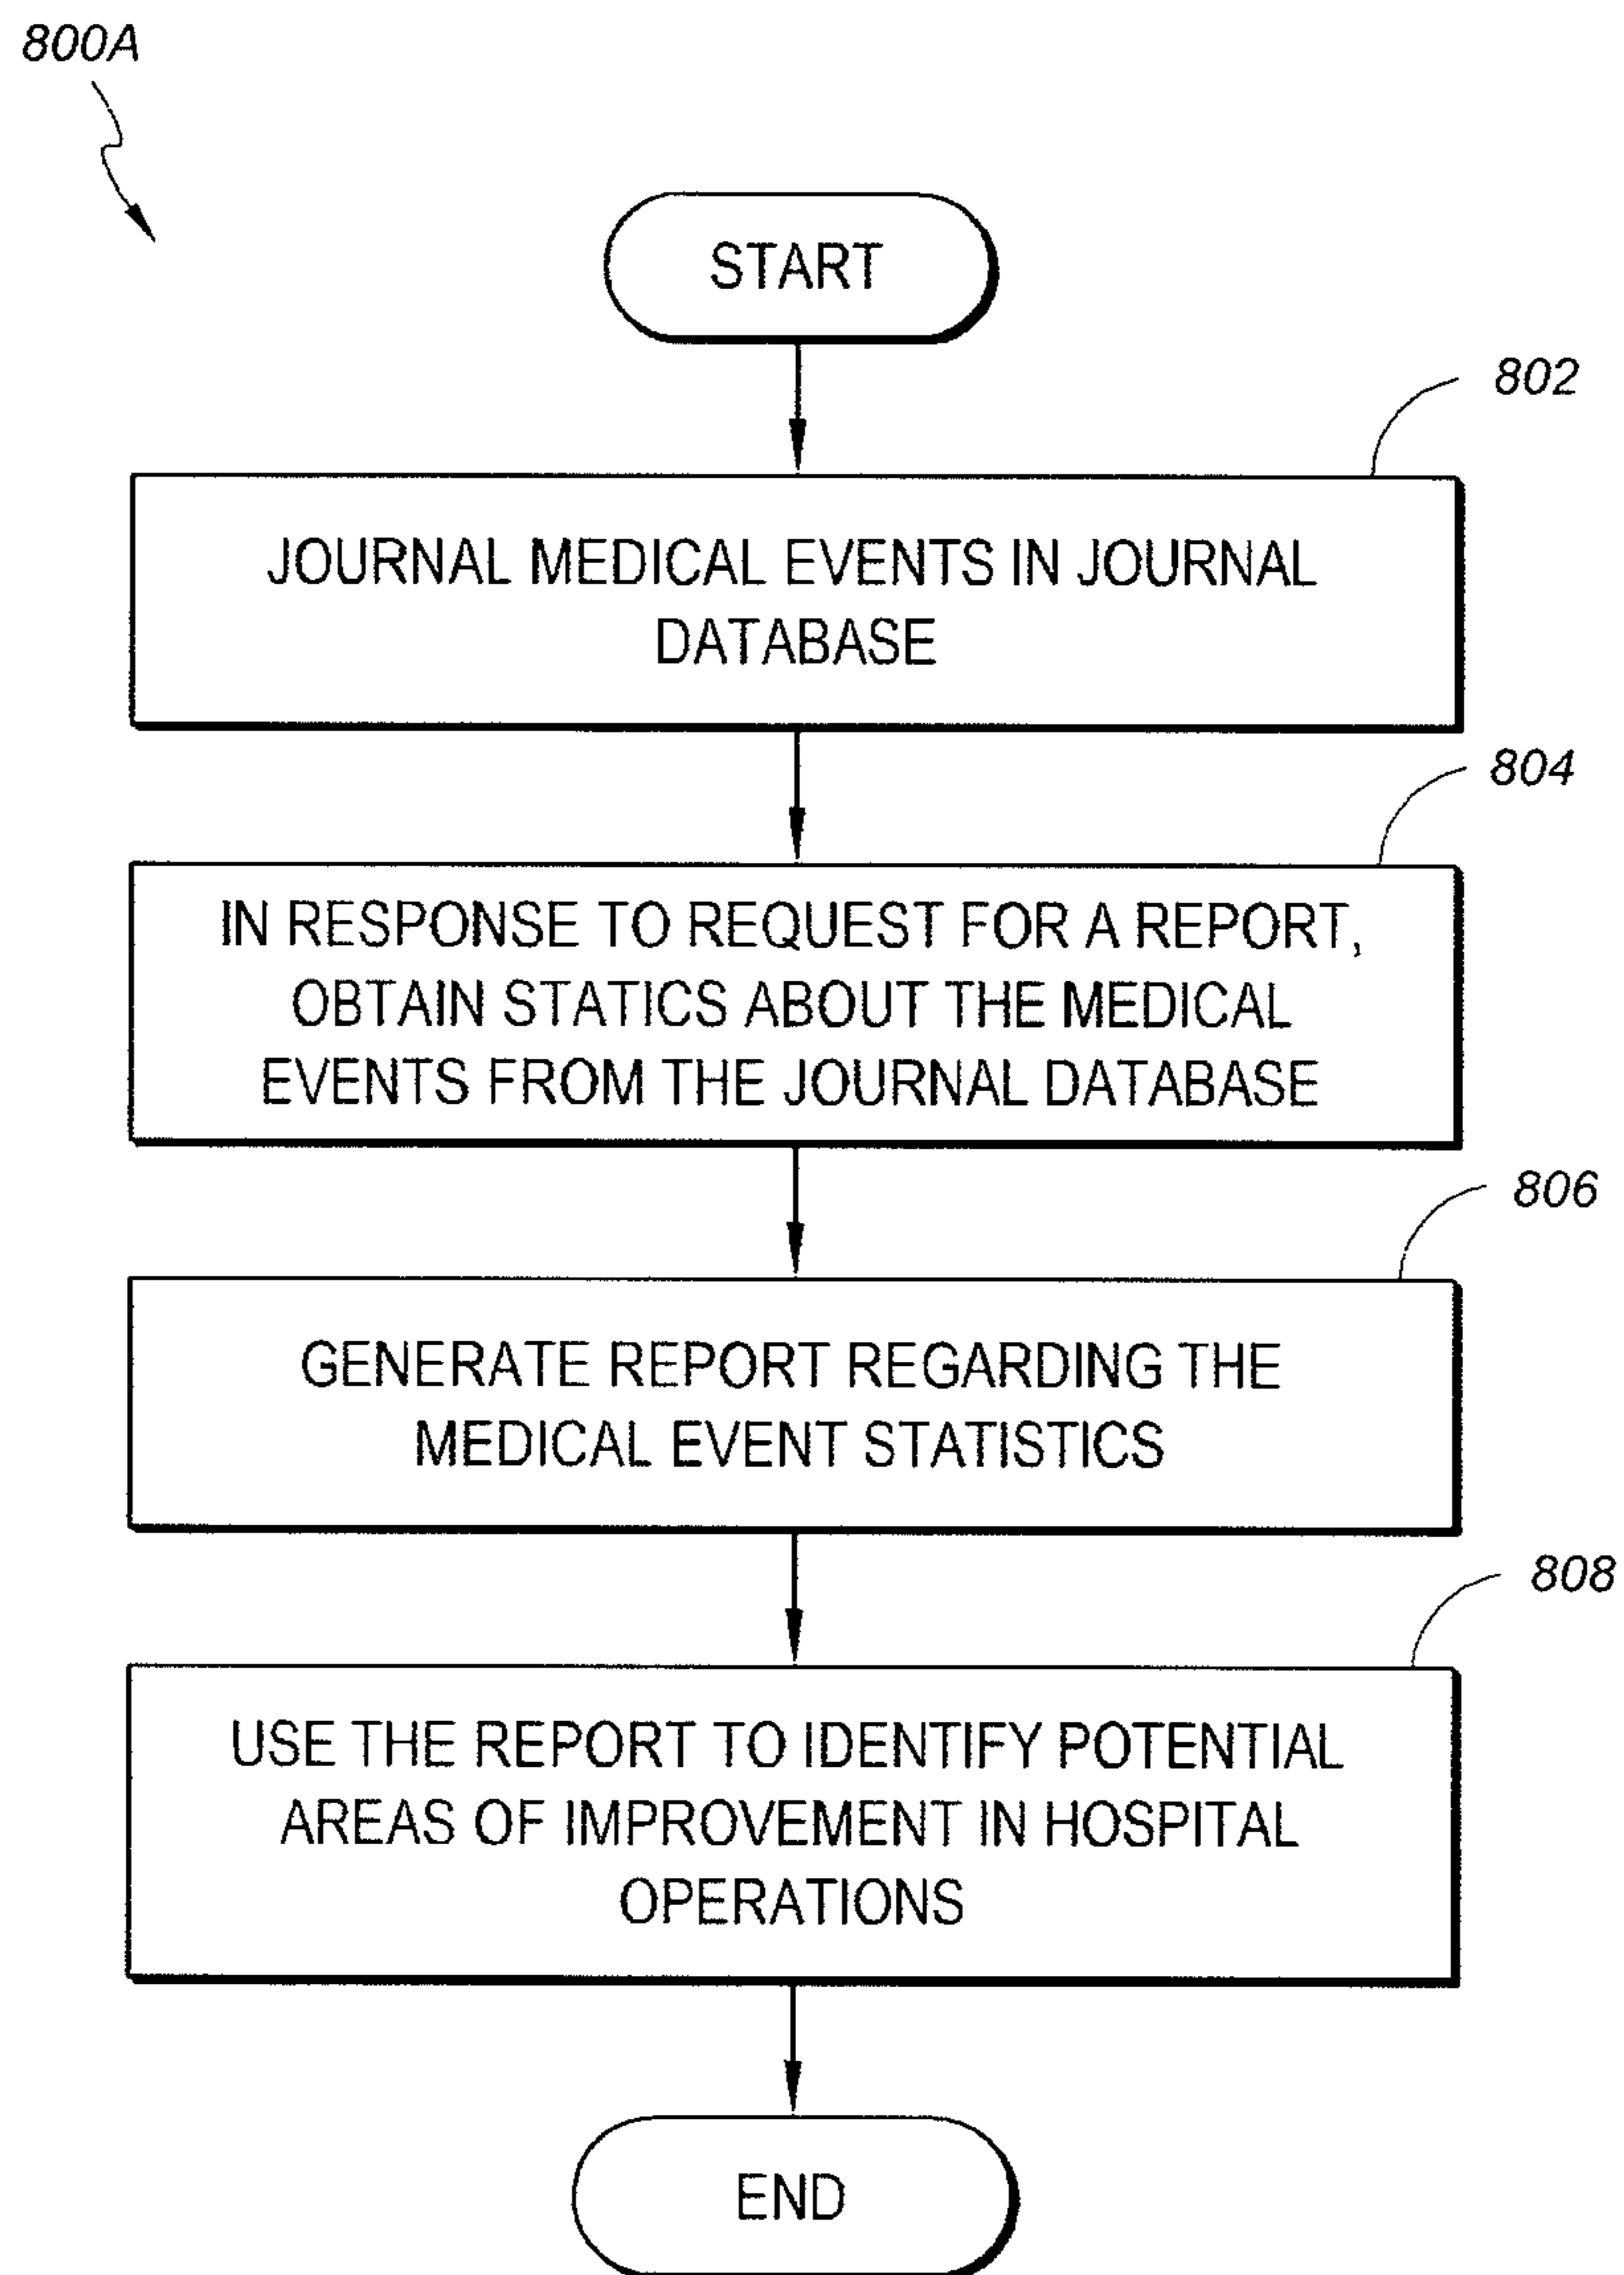 800A
START
802
JOURNAL MEDICAL EVENTS IN JOURNAL
DATABASE
804
IN RESPONSE TO REQUEST FOR A REPORT,
OBTAIN STATICS ABOUT THE MEDICAL
EVENTS FROM THE JOURNAL DATABASE
806
GENERATE REPORT REGARDING THE
MEDICAL EVENT STATISTICS
808
USE THE REPORT TO IDENTIFY POTENTIAL
AREAS OF IMPROVEMENT IN HOSPITAL
OPERATIONS
END